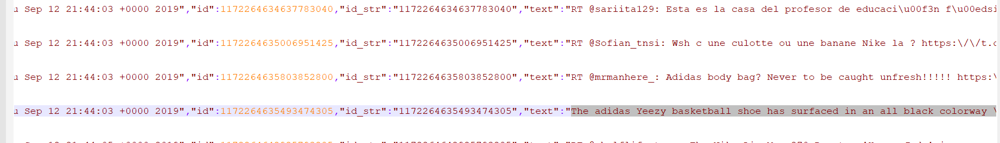 u Sep 12 21:44:03 +0000 2019","id":1172264634637783040,"id_str":"1172264634637783040","text":"RT @sariita129: Esta es la casa del profesor de educaci\u00f3n f\u00edsi
u Sep 12 21:44:03 +0000 2019","id":1172264635006951425,"id_str":"1172264635006951425","text":"RT @Sofian_tnsi: Wsh c une culotte ou une banane Nike la ? https:\/\/t.c
u Sep 12 21:44:03 +0000 2019","id":1172264635803852800,"id_str":"1172264635803852800","text":"RT @mrmanhere_: Adidas body bag? Never to be caught unfresh!!!!! https:\
u Sep 12 21:44:03 +0000 2019","id":1172264635493474305,"id_str":"1172264635493474305","text":"The adidas Yeezy basketball shoe has surfaced in an all black colorway \